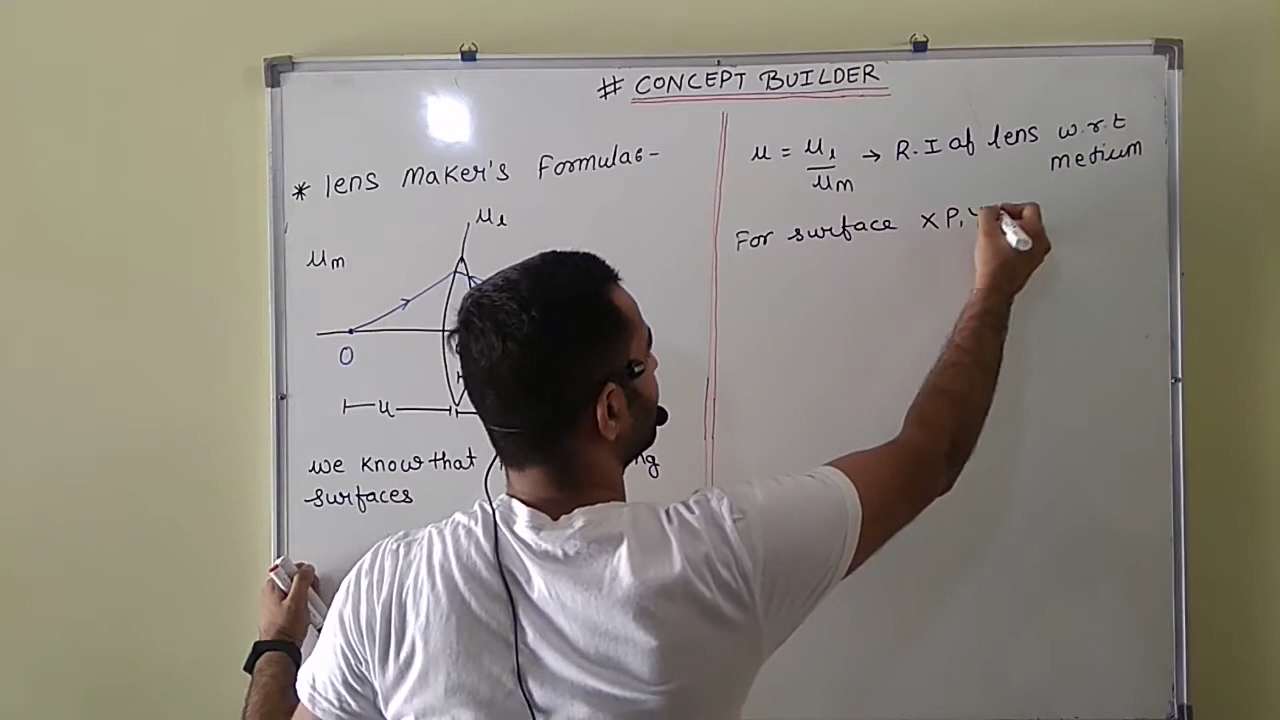 # CONCEPT BUILDER
* lens maker's Formulae-
μl
μm
O
u
we know that
surfaces
μ = μl/μm → R.I of lens w.r.t
medium
For surface XP,Y